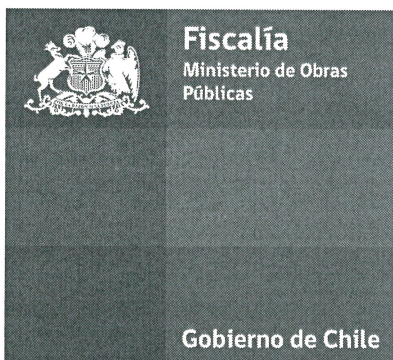 Fiscalía
Ministerio de Obras
Públicas
Gobierno de Chile